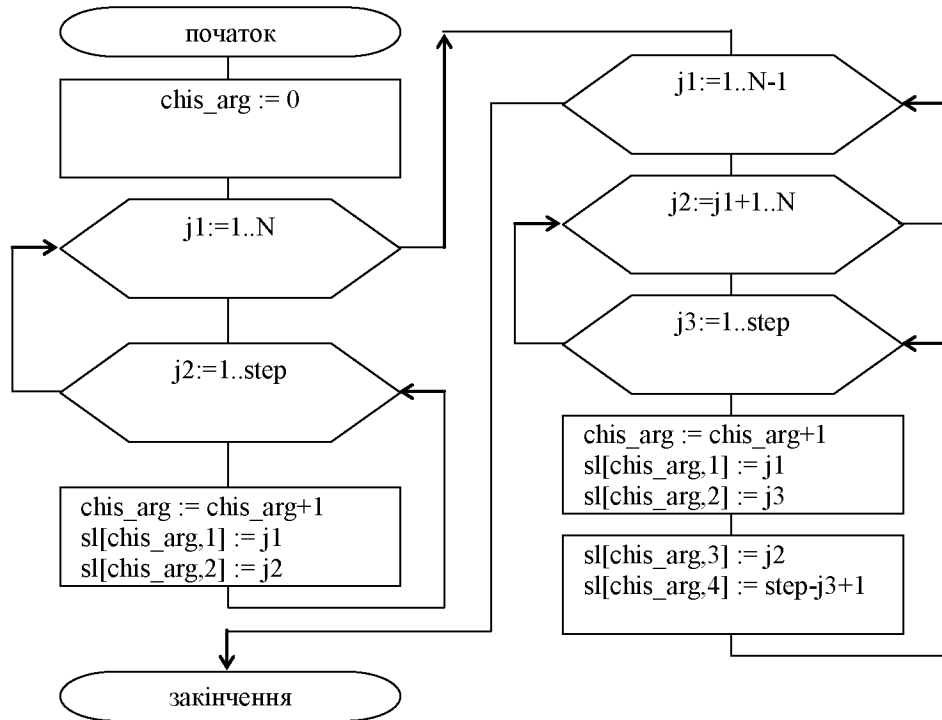 початок
chis_arg := 0
j1:=1..N
j2:=1..step
chis_arg := chis_arg+1
sl[chis_arg,1] := j1
sl[chis_arg,2] := j2
закінчення
j1:=1..N-1
j2:=j1+1..N
j3:=1..step
chis_arg := chis_arg+1
sl[chis_arg,1] := j1
sl[chis_arg,2] := j3
sl[chis_arg,3] := j2
sl[chis_arg,4] := step-j3+1